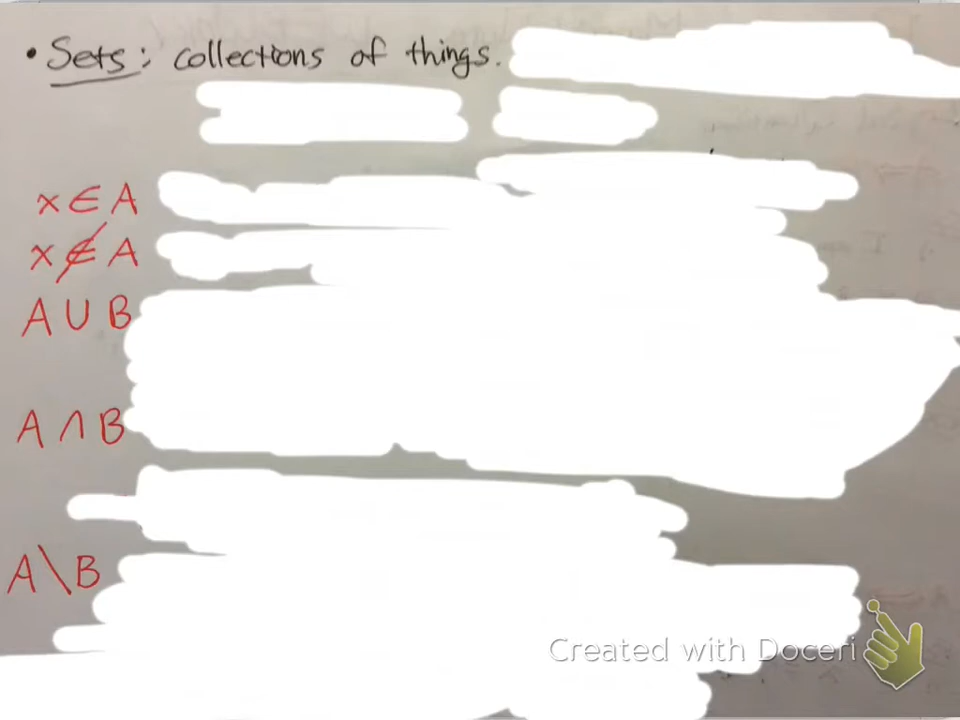 • Sets: collections of things.
x ∈ A
x ∉ A
A ∪ B
A ∩ B
A \ B
Created with Doceri